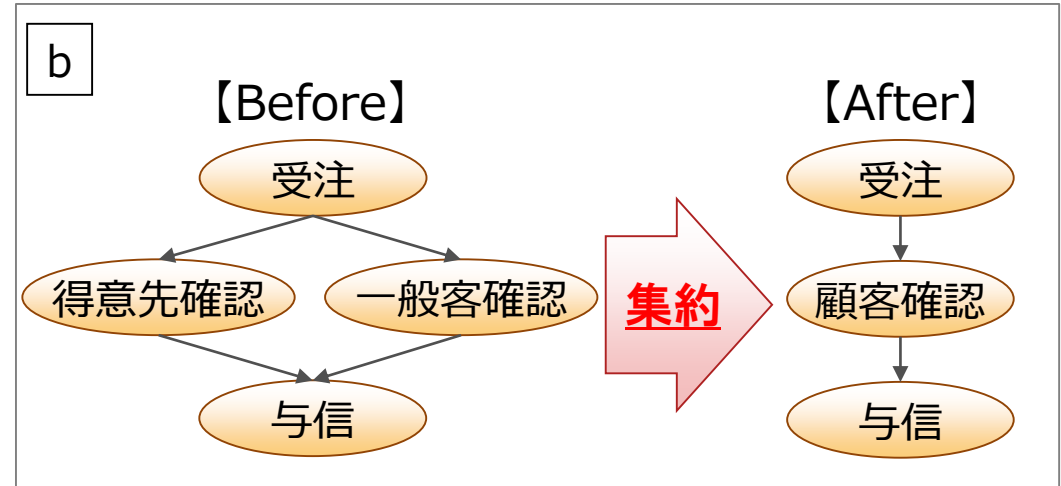 b
【Before】
受注
得意先確認
一般客確認
与信
集約
【After】
受注
顧客確認
与信